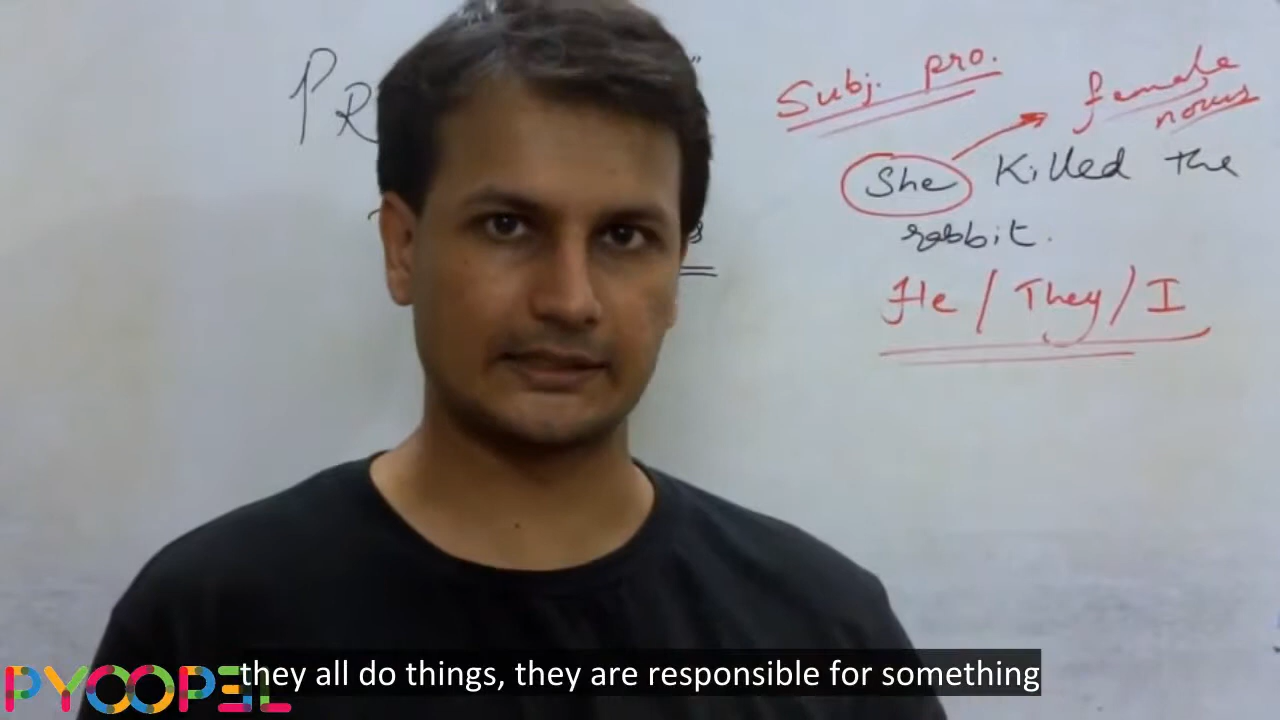 Subj. pro.
female
nouns
She Killed the
rabbit.
He / They / I
they all do things, they are responsible for something
PYOOPEL